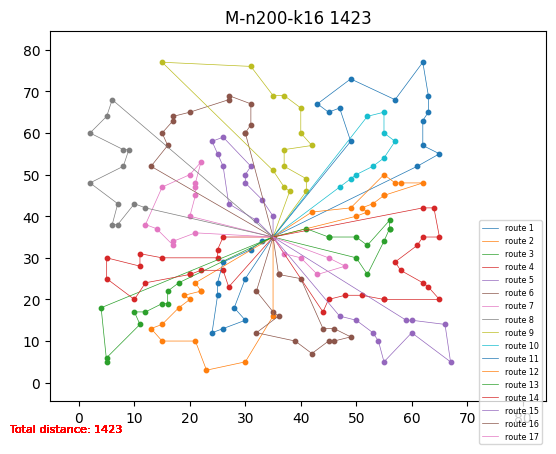 M-n200-k16 1423
80
70
60
50
40
30
20
10
0
0 10 20 30 40 50 60 70 80
route 1
route 2
route 3
route 4
route 5
route 6
route 7
route 8
route 9
route 10
route 11
route 12
route 13
route 14
route 15
route 16
route 17
Total distance: 1423